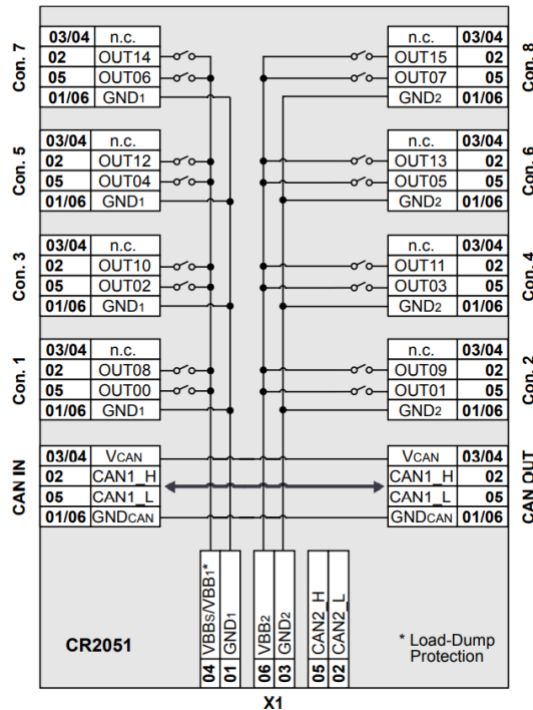 Con. 7
03/04 n.c.
02 OUT14
05 OUT06
01/06 GND1
Con. 8
n.c. 03/04
OUT15 02
OUT07 05
GND2 01/06
Con. 5
03/04 n.c.
02 OUT12
05 OUT04
01/06 GND1
Con. 6
n.c. 03/04
OUT13 02
OUT05 05
GND2 01/06
Con. 3
03/04 n.c.
02 OUT10
05 OUT02
01/06 GND1
Con. 4
n.c. 03/04
OUT11 02
OUT03 05
GND2 01/06
Con. 1
03/04 n.c.
02 OUT08
05 OUT00
01/06 GND1
Con. 2
n.c. 03/04
OUT09 02
OUT01 05
GND2 01/06
CAN IN
03/04 VCAN
02 CAN1_H
05 CAN1_L
01/06 GNDCAN
CAN OUT
VCAN 03/04
CAN1_H 02
CAN1_L 05
GNDCAN 01/06
04 VBBS/VBB1*
01 GND1
06 VBB2
03 GND2
05 CAN2_H
02 CAN2_L
CR2051
* Load-Dump
Protection
X1